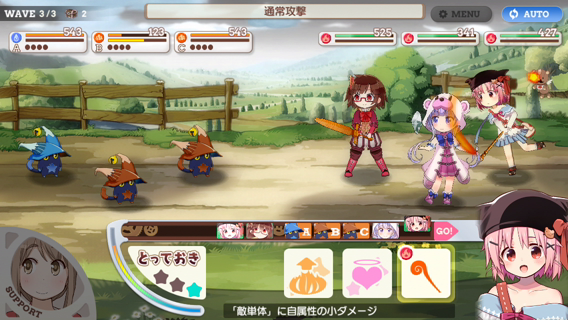 WAVE 3/3 2
通常攻撃
MENU
AUTO
543 123 543
A B C
525 341 427
A B C GO!
とっておき
SUPPORT
「敵単体」に自属性の小ダメージ